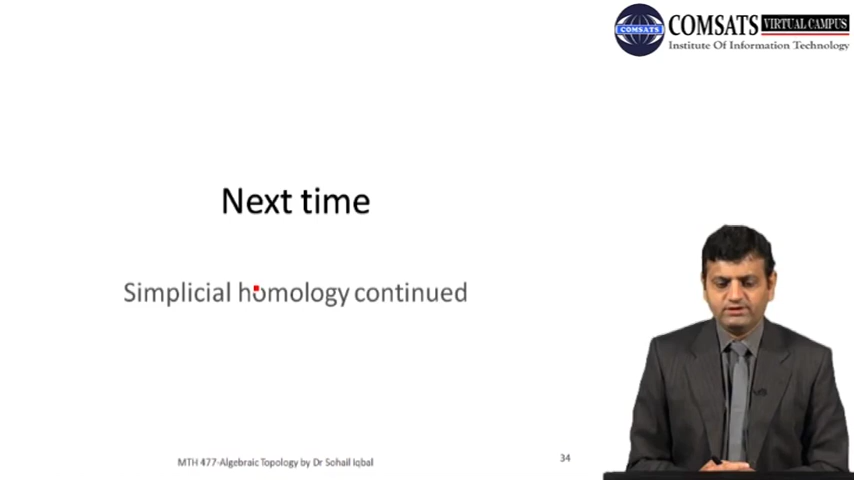 COMSATS VIRTUAL CAMPUS
Institute Of Information Technology
COMSATS
Next time
Simplicial homology continued
MTH 477-Algebraic Topology by Dr Sohail Iqbal
34